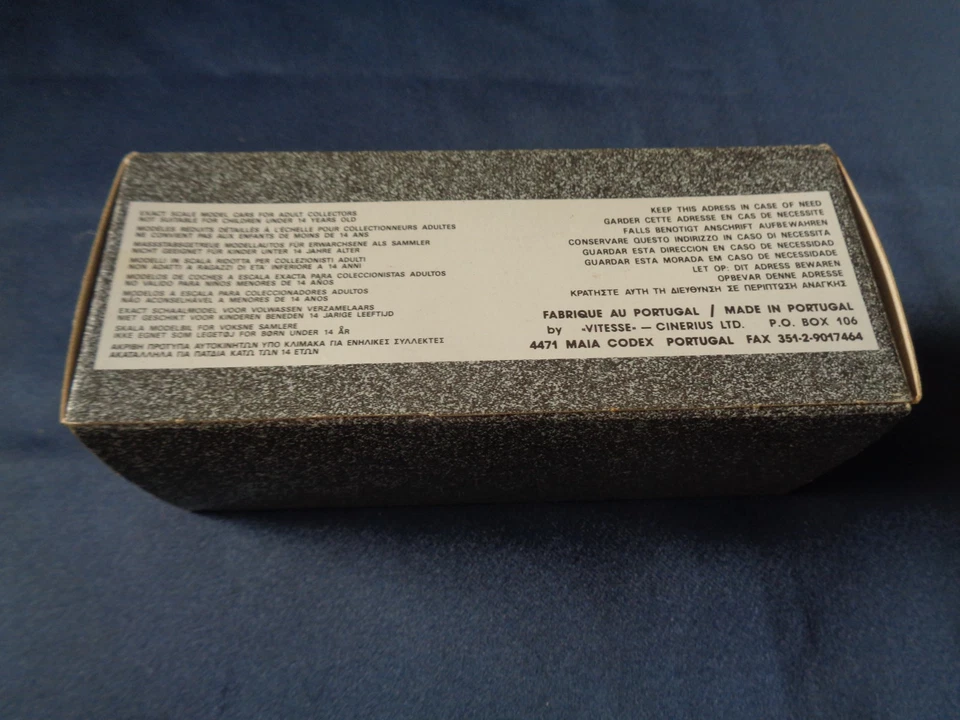 EXACT SCALE MODEL CARS FOR ADULT COLLECTORS
NOT SUITABLE FOR CHILDREN UNDER 14 YEARS OLD
MODELES REDUITS DETAILLES A L'ECHELLE POUR COLLECTIONNEURS ADULTES
NE CONVIENT PAS AUX ENFANTS DE MOINS DE 14 ANS
MASSSTABSGETREUE MODELLAUTOS FÜR ERWARCHSENE ALS SAMMLER
NICHT GEEIGNET FÜR KINDER UNTER 14 JAHRE ALTER
MODELLI IN SCALA RIDOTTA PER COLLEZIONISTI ADULTI
NON ADATTI A RAGAZZI DI ETA INFERIORE A 14 ANNI
MODELOS DE COCHES A ESCALA EXACTA PARA COLECCIONISTAS ADULTOS
NO VALIDO PARA NIÑOS MENORES DE 14 AÑOS
MODELOS A ESCALA PARA COLECCIONADORES ADULTOS
NÃO ACONSELHÁVEL A MENORES DE 14 ANOS
EXACT SCHAALMODEL VOOR VOLWASSEN VERZAMELAARS
NIET GESCHIKT VOOR KINDEREN BENEDEN 14 JARIGE LEEFTIJD
SKALA MODELBIL FOR VOKSNE SAMLERE
IKKE EGNET SOM LEGETØJ FOR BØRN UNDER 14 ÅR
ΑΚΡΙΒΗ ΠΡΟΤΥΠΑ ΑΥΤΟΚΙΝΗΤΩΝ ΥΠΟ ΚΛΙΜΑΚΑ ΓΙΑ ΕΝΗΛΙΚΕΣ ΣΥΛΛΕΚΤΕΣ
ΑΚΑΤΑΛΛΗΛΑ ΓΙΑ ΠΑΤΔΙΑ ΚΑΤΩ ΤΩΝ 14 ΕΤΩΝ
KEEP THIS ADRESS IN CASE OF NEED
GARDER CETTE ADRESSE EN CAS DE NECESSITE
FALLS BENOTIGT ANSCHRIFT AUFBEWAHREN
CONSERVARE QUESTO INDIRIZZO IN CASO DI NECESSITA
GUARDAR ESTA DIRECCION EN CASO DE NECESSIDAD
GUARDAR ESTA MORADA EM CASO DE NECESSIDADE
LET OP: DIT ADRESS BEWAREN
OPBEVAR DENNE ADRESSE
ΚΡΑΤΗΣΤΕ ΑΥΤΗ ΤΗ ΔΙΕΥΘΗΝΣΗ ΣΕ ΠΕΡΙΠΤΩΣΗ ΑΝΑΓΚΗΣ
FABRIQUE AU PORTUGAL / MADE IN PORTUGAL
by «VITESSE» — CINERIUS LTD. P.O. BOX 106
4471 MAIA CODEX PORTUGAL FAX 351-2-9017464